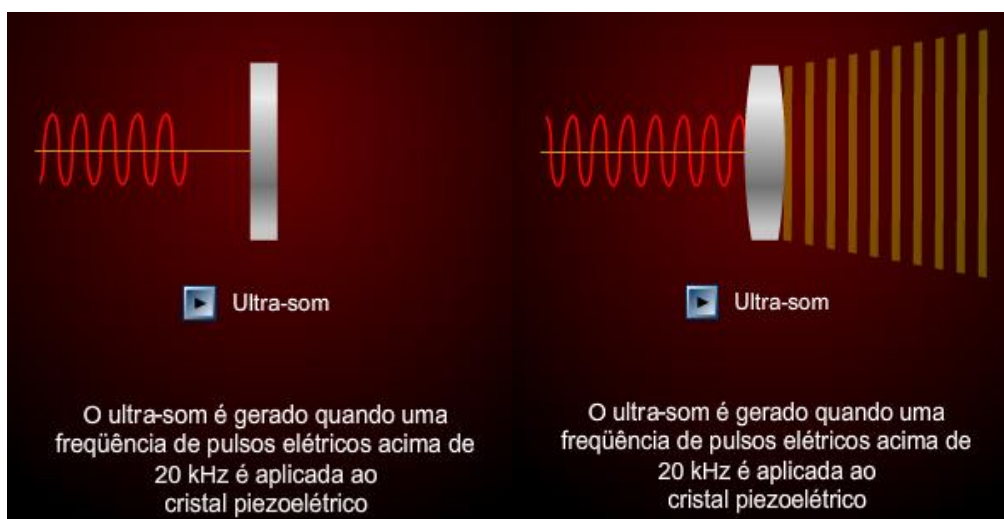 Ultra-som
O ultra-som é gerado quando uma
freqüência de pulsos elétricos acima de
20 kHz é aplicada ao
cristal piezoelétrico
Ultra-som
O ultra-som é gerado quando uma
freqüência de pulsos elétricos acima de
20 kHz é aplicada ao
cristal piezoelétrico